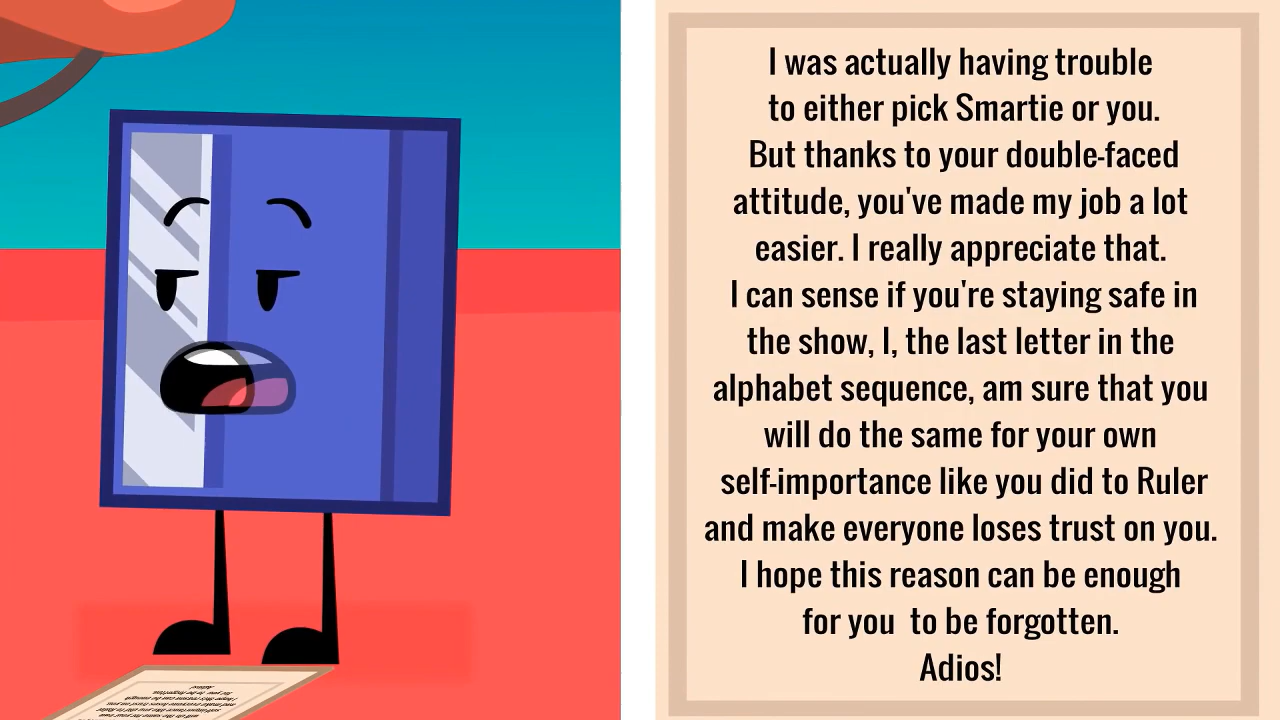 I was actually having trouble
to either pick Smartie or you.
But thanks to your double-faced
attitude, you've made my job a lot
easier. I really appreciate that.
I can sense if you're staying safe in
the show, I, the last letter in the
alphabet sequence, am sure that you
will do the same for your own
self-importance like you did to Ruler
and make everyone loses trust on you.
I hope this reason can be enough
for you  to be forgotten.
Adios!